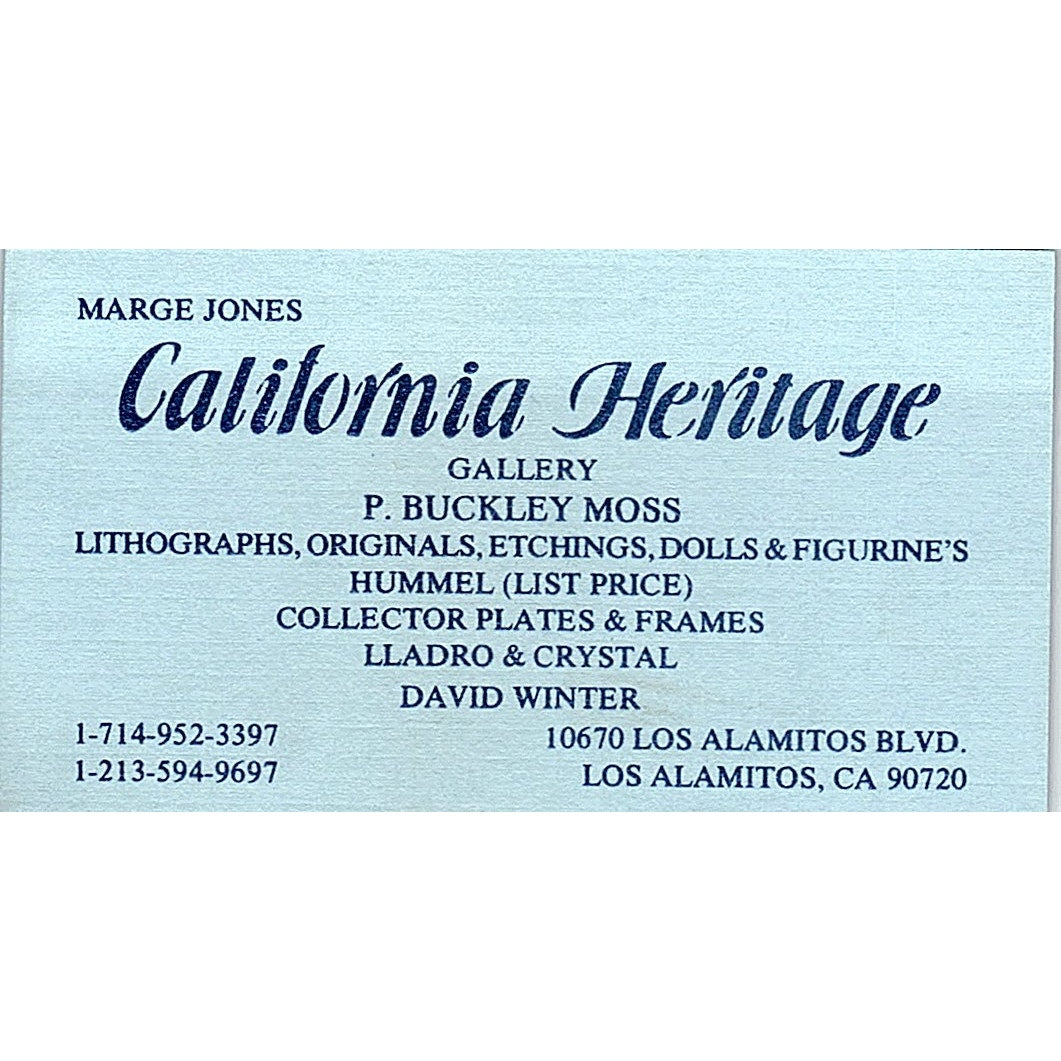 MARGE JONES
California Heritage
GALLERY
P. BUCKLEY MOSS
LITHOGRAPHS, ORIGINALS, ETCHINGS, DOLLS & FIGURINE'S
HUMMEL (LIST PRICE)
COLLECTOR PLATES & FRAMES
LLADRO & CRYSTAL
DAVID WINTER
1-714-952-3397
1-213-594-9697
10670 LOS ALAMITOS BLVD.
LOS ALAMITOS, CA 90720